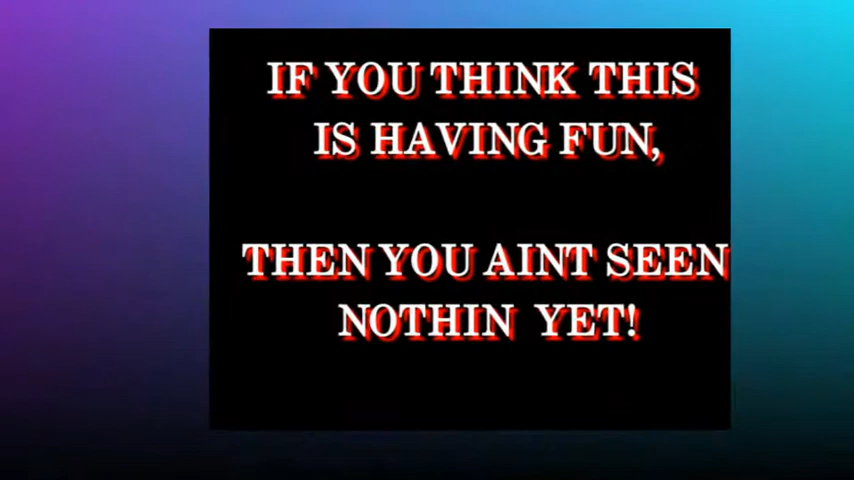 IF YOU THINK THIS
IS HAVING FUN,
THEN YOU AINT SEEN
NOTHIN YET!